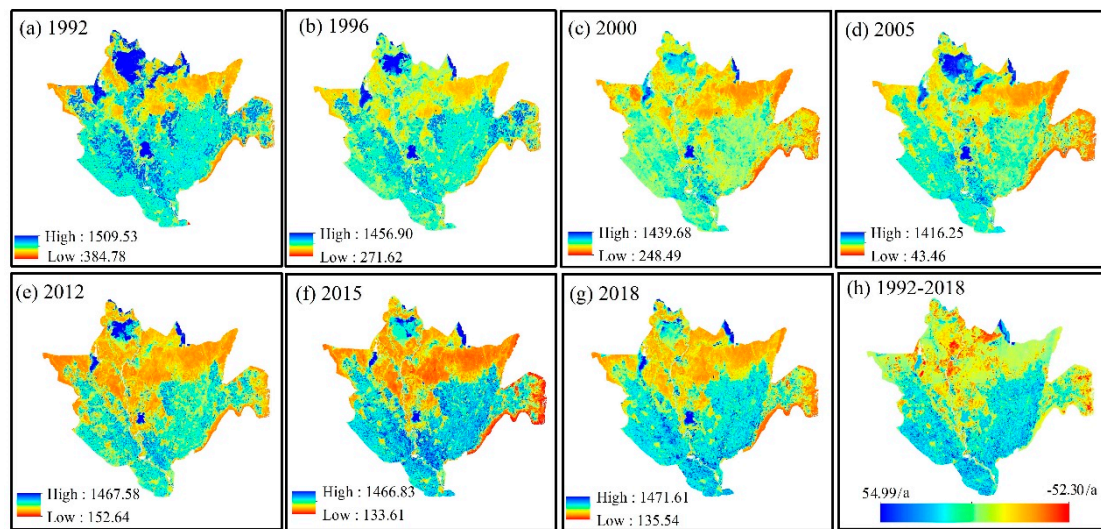 (a) 1992
High : 1509.53
Low :384.78
(b) 1996
High : 1456.90
Low : 271.62
(c) 2000
High : 1439.68
Low : 248.49
(d) 2005
High : 1416.25
Low : 43.46
(e) 2012
High : 1467.58
Low : 152.64
(f) 2015
High : 1466.83
Low : 133.61
(g) 2018
High : 1471.61
Low : 135.54
(h) 1992-2018
54.99/a
-52.30/a